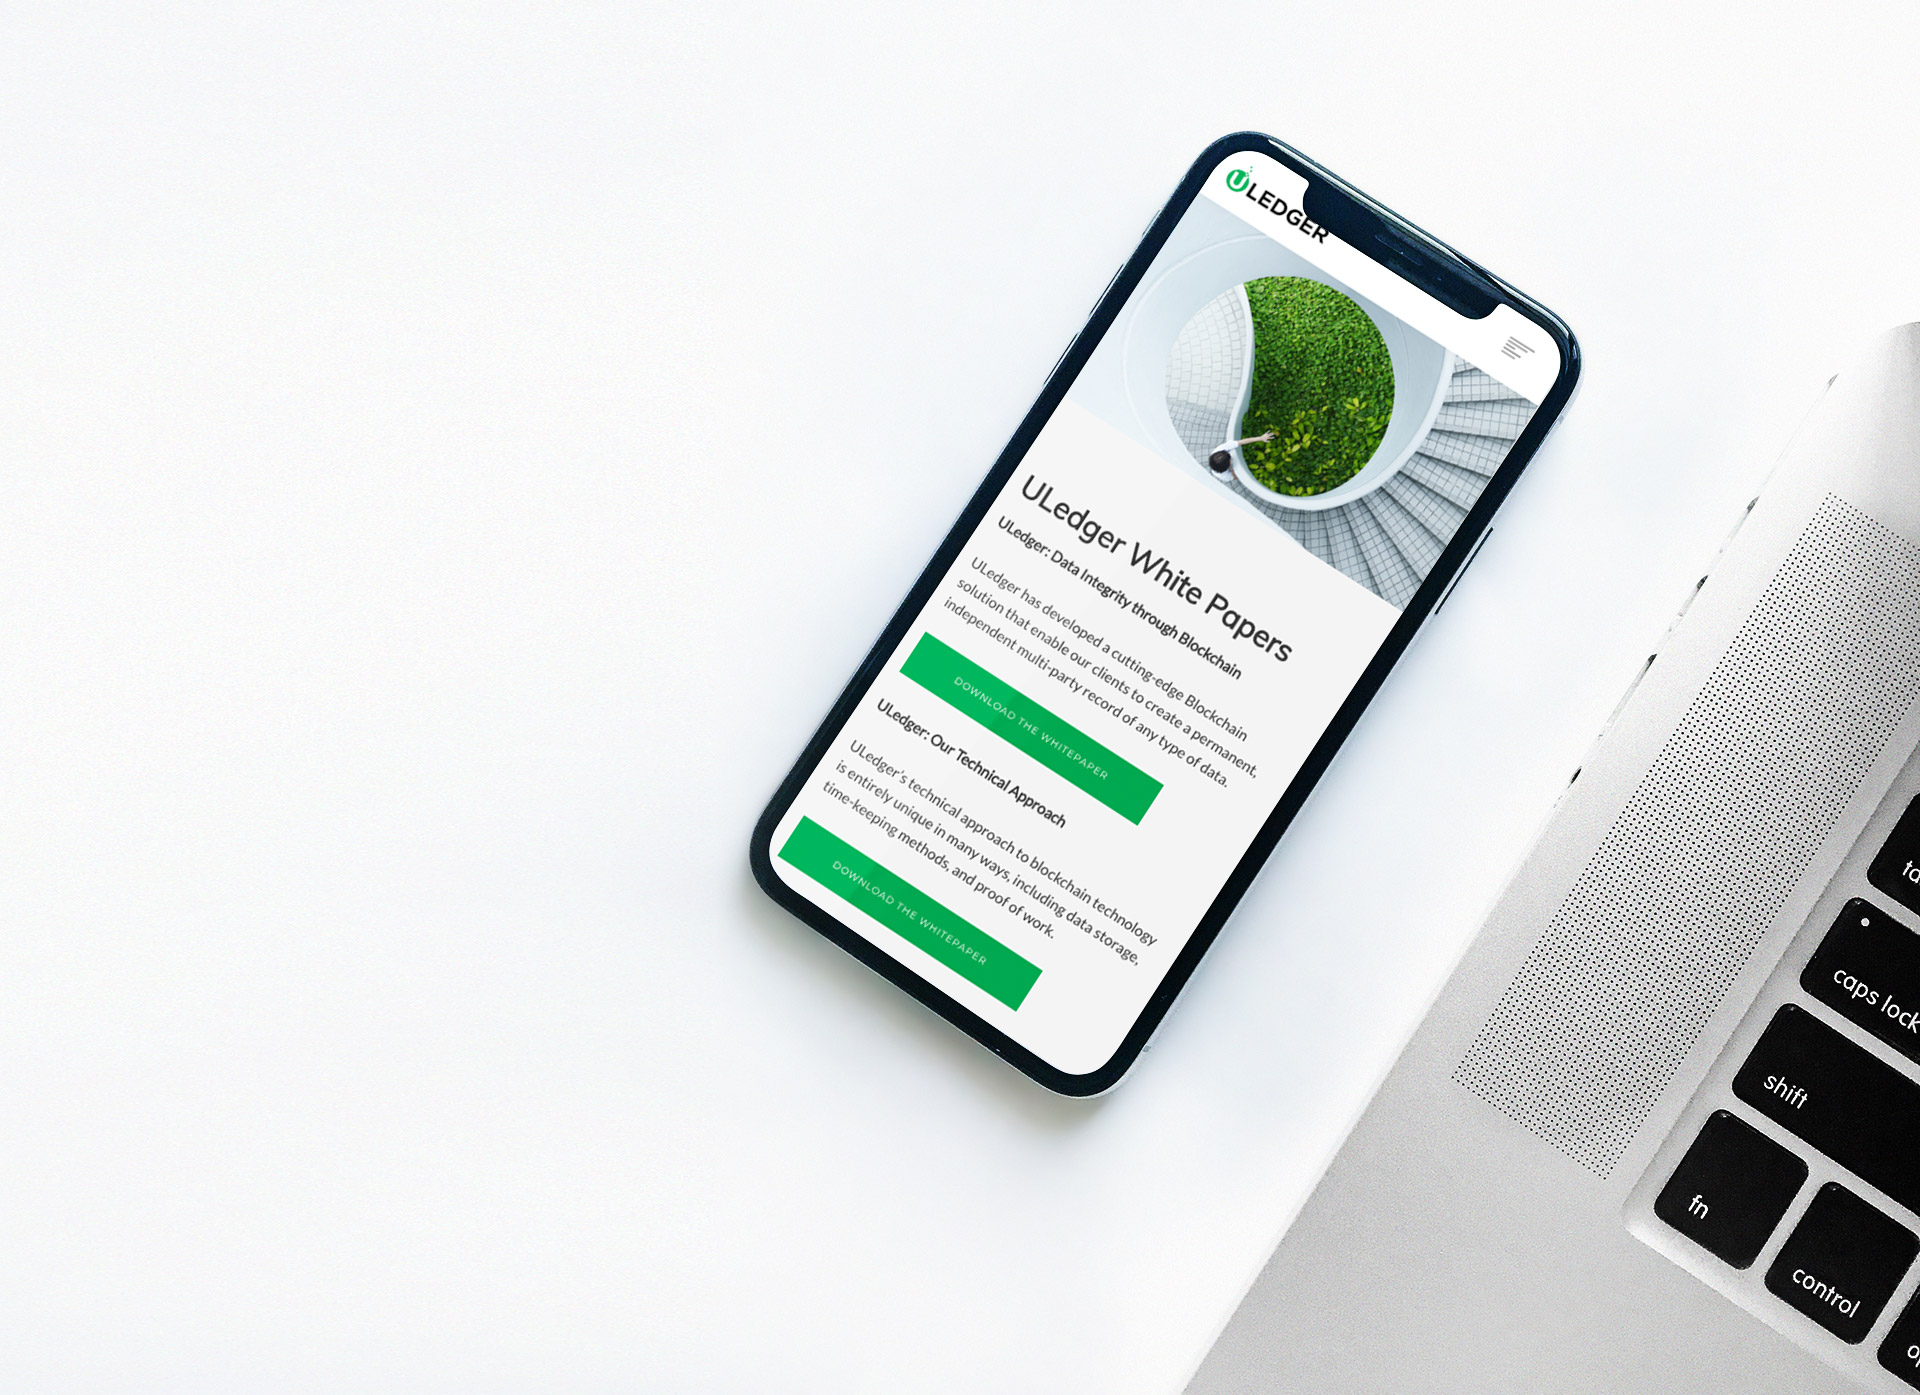 ULEDGER
ULedger White Papers
ULedger: Data Integrity through Blockchain
ULedger has developed a cutting-edge Blockchain
solution that enable our clients to create a permanent,
independent multi-party record of any type of data.
DOWNLOAD THE WHITEPAPER
ULedger: Our Technical Approach
ULedger's technical approach to blockchain technology
is entirely unique in many ways, including data storage,
time-keeping methods, and proof of work.
DOWNLOAD THE WHITEPAPER
caps lock
shift
fn
control